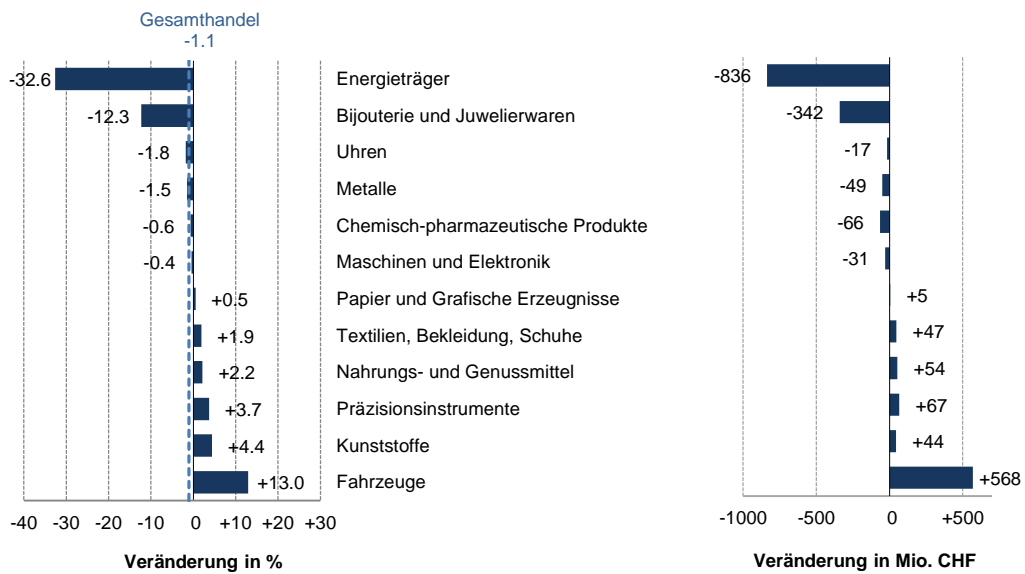 Gesamthandel
-1.1
-32.6 Energieträger -836
-12.3 Bijouterie und Juwelierwaren -342
-1.8 Uhren -17
-1.5 Metalle -49
-0.6 Chemisch-pharmazeutische Produkte -66
-0.4 Maschinen und Elektronik -31
+0.5 Papier und Grafische Erzeugnisse +5
+1.9 Textilien, Bekleidung, Schuhe +47
+2.2 Nahrungs- und Genussmittel +54
+3.7 Präzisionsinstrumente +67
+4.4 Kunststoffe +44
+13.0 Fahrzeuge +568
-40 -30 -20 -10 0 +10 +20 +30 -1000 -500 0 +500
Veränderung in % Veränderung in Mio. CHF